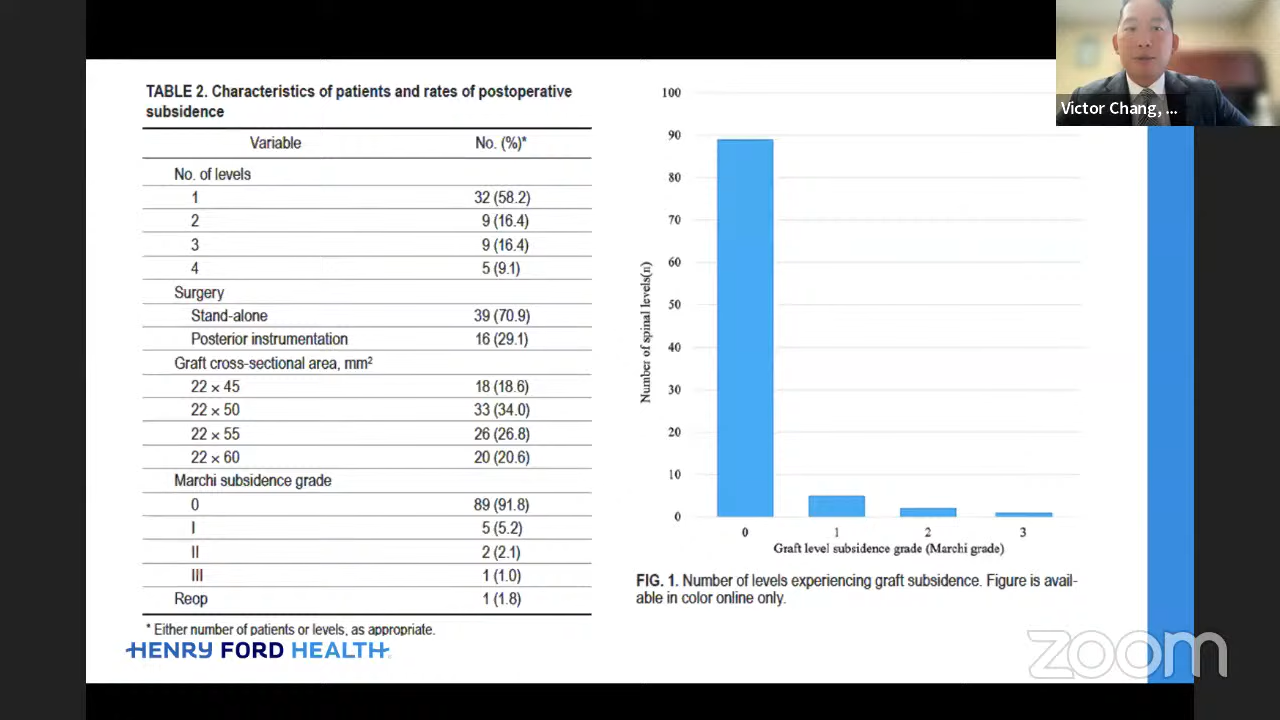 TABLE 2. Characteristics of patients and rates of postoperative
subsidence
Variable No. (%)*
No. of levels
1 32 (58.2)
2 9 (16.4)
3 9 (16.4)
4 5 (9.1)
Surgery
Stand-alone 39 (70.9)
Posterior instrumentation 16 (29.1)
Graft cross-sectional area, mm²
22 × 45 18 (18.6)
22 × 50 33 (34.0)
22 × 55 26 (26.8)
22 × 60 20 (20.6)
Marchi subsidence grade
0 89 (91.8)
I 5 (5.2)
II 2 (2.1)
III 1 (1.0)
Reop 1 (1.8)
* Either number of patients or levels, as appropriate.
HENRY FORD HEALTH
100
90
80
70
60
50
40
30
20
10
0
Number of spinal levels(n)
0 1 2 3
Graft level subsidence grade (Marchi grade)
FIG. 1. Number of levels experiencing graft subsidence. Figure is avail-
able in color online only.
Victor Chang, ...
zoom